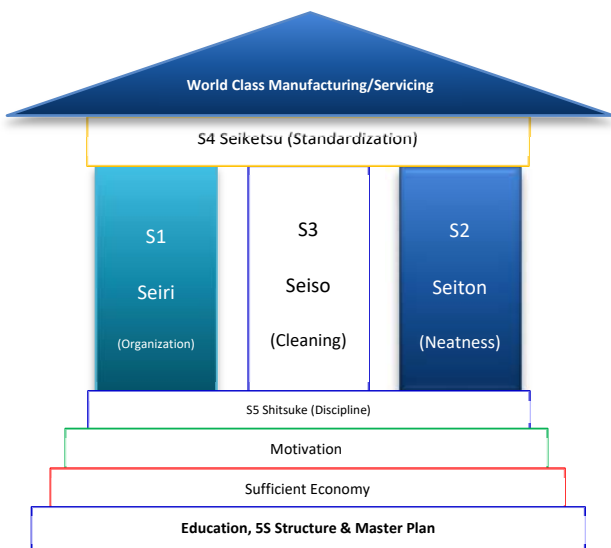 World Class Manufacturing/Servicing
S4 Seiketsu (Standardization)
S1
Seiri
(Organization)
S3
Seiso
(Cleaning)
S2
Seiton
(Neatness)
S5 Shitsuke (Discipline)
Motivation
Sufficient Economy
Education, 5S Structure & Master Plan